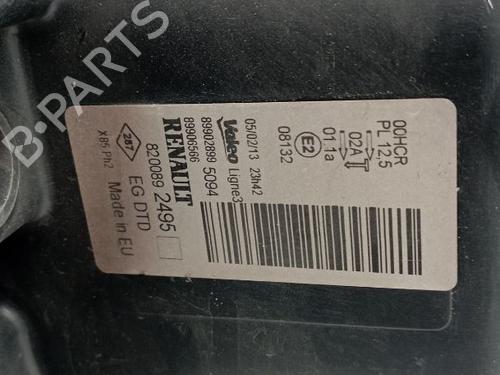 00HCR
PL 12,5
02A
01.1a
E2
08132
05/02/13 23h42
Valeo Ligne3
89902899 5094
89906566
RENAULT
820089 2495
287 EG DTD
X85 Ph2 Made in EU
B-PARTS